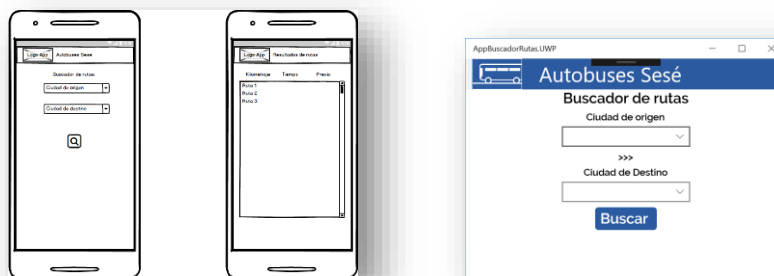 Logo App Autobuses Sesé
Buscador de rutas
Ciudad de origen
Ciudad de destino
Logo App Resultados de rutas
Kilometraje Tiempo Precio
Ruta 1
Ruta 2
Ruta 3
AppBuscadorRutas.UWP
Autobuses Sesé
Buscador de rutas
Ciudad de origen
>>>
Ciudad de Destino
Buscar